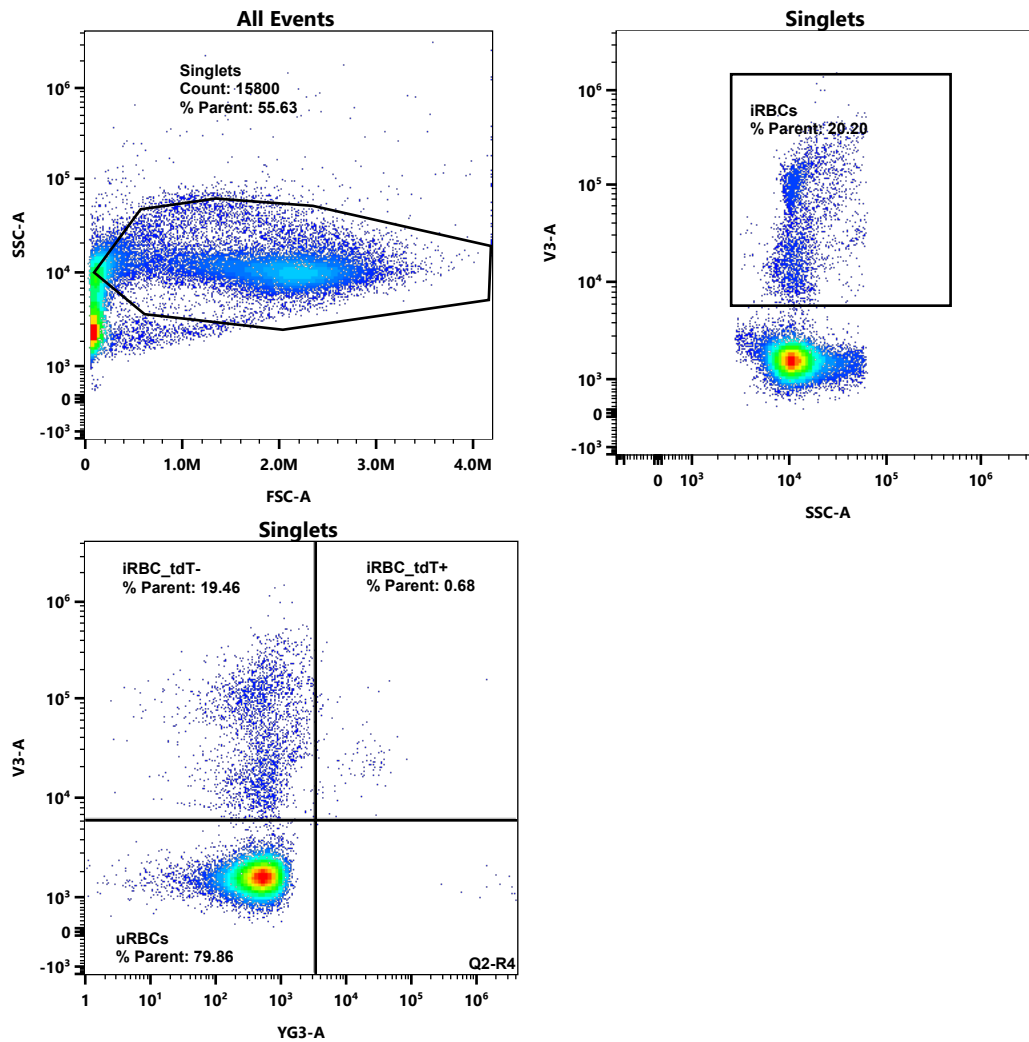 All Events
Singlets
Count: 15800
% Parent: 55.63
10⁶
10⁵
10⁴
10³
0
-10³
SSC-A
0
1.0M
2.0M
3.0M
4.0M
FSC-A
Singlets
iRBCs
% Parent: 20.20
10⁶
10⁵
10⁴
10³
0
-10³
V3-A
0
10³
10⁴
10⁵
10⁶
SSC-A
Singlets
iRBC_tdT-
% Parent: 19.46
iRBC_tdT+
% Parent: 0.68
10⁶
10⁵
10⁴
10³
0
-10³
V3-A
uRBCs
% Parent: 79.86
Q2-R4
1
10¹
10²
10³
10⁴
10⁵
10⁶
YG3-A